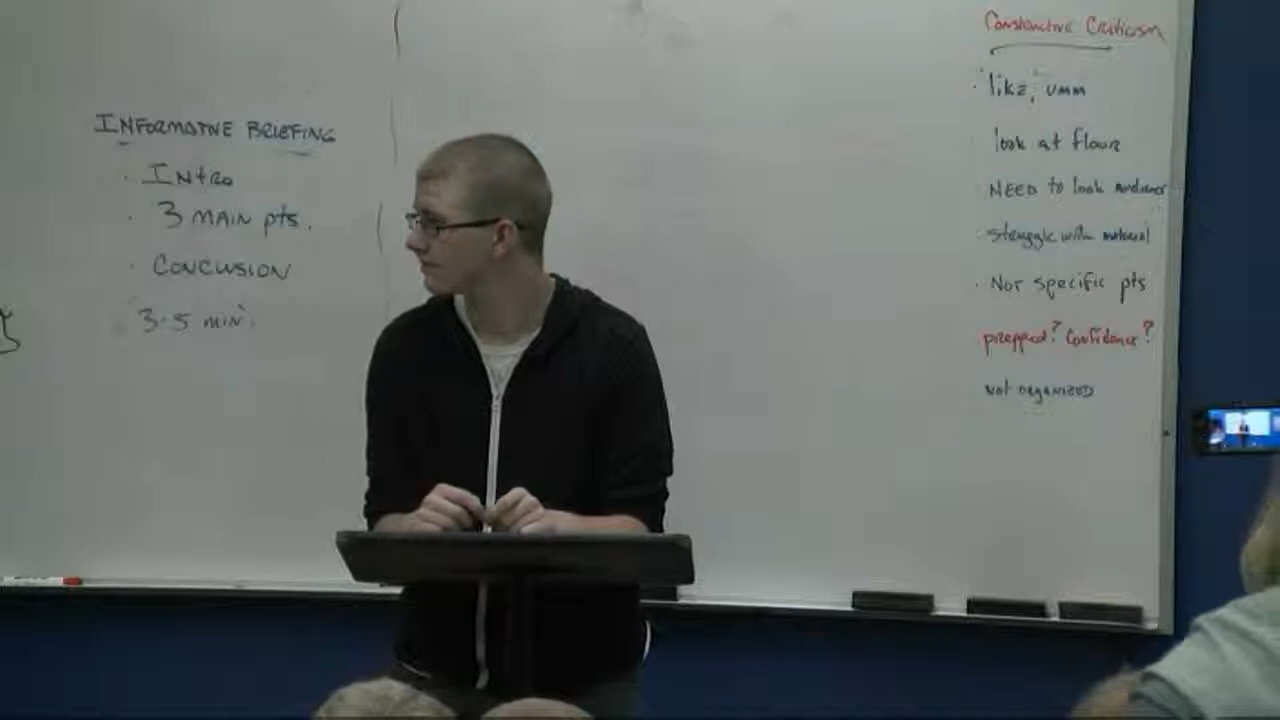 INFORMATIVE BRIEFING
· INtro
· 3 MAIN pts.
· CONCLUSION
3-5 min
Constructive Criticism
· like, umm
look at floor
NEED to look audience
struggle with material
· Not specific pts
prepped? Confidence?
Not organized